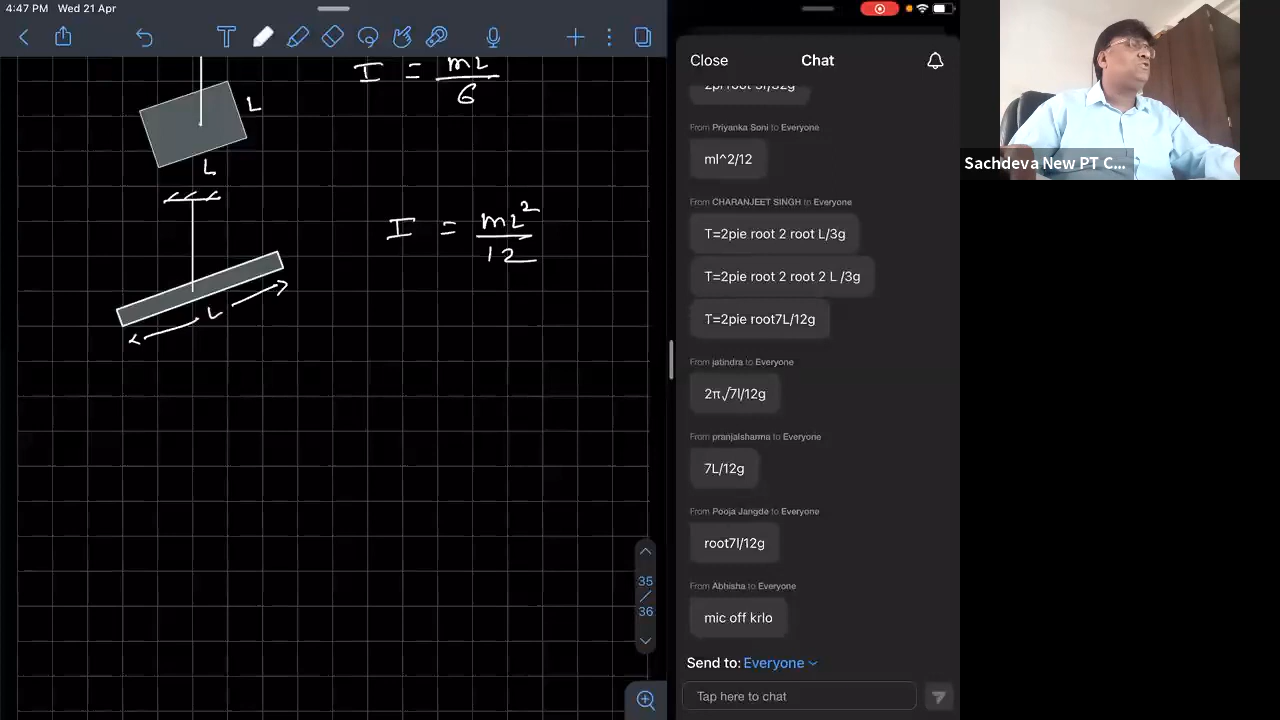 4:47 PM Wed 21 Apr
T
I = mL
6
L
L
I = mL²
12
L
35
36
Close Chat
From Priyanka Soni to Everyone
ml^2/12
From CHARANJEET SINGH to Everyone
T=2pie root 2 root L/3g
T=2pie root 2 root 2 L /3g
T=2pie root7L/12g
From jatindra to Everyone
2π√7l/12g
From pranjalsharma to Everyone
7L/12g
From Pooja Jangde to Everyone
root7l/12g
From Abhisha to Everyone
mic off krlo
Send to: Everyone
Tap here to chat
Sachdeva New PT C...